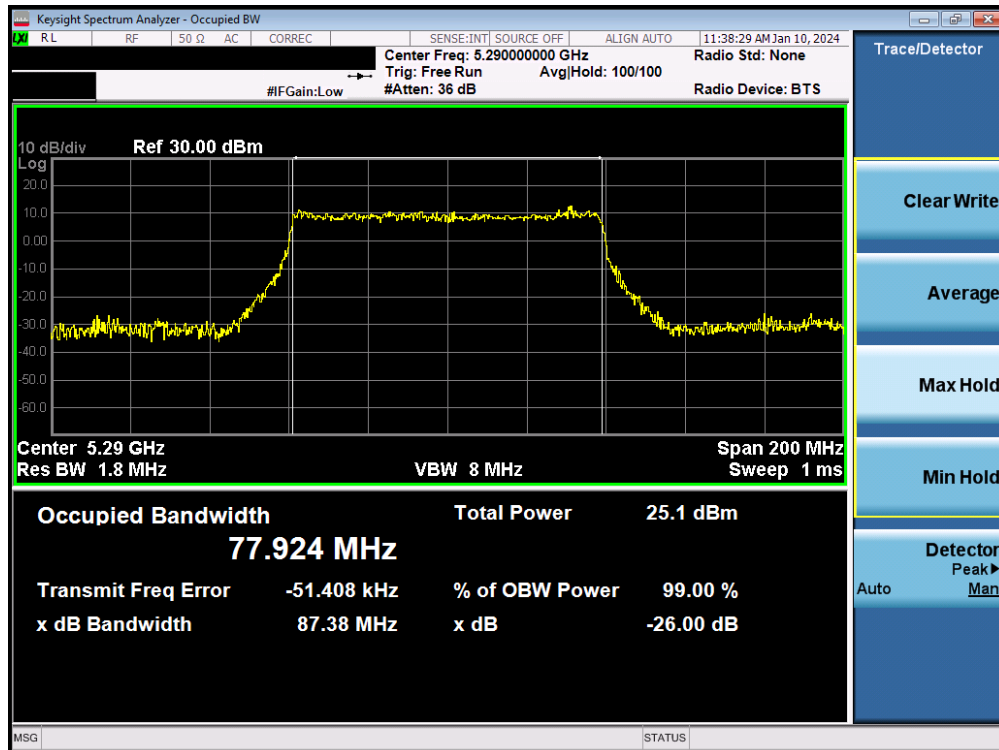 Keysight Spectrum Analyzer - Occupied BW
LXI RL RF 50 Ω AC CORREC SENSE:INT SOURCE OFF ALIGN AUTO 11:38:29 AM Jan 10, 2024
Center Freq: 5.290000000 GHz Radio Std: None
Trig: Free Run Avg|Hold: 100/100
#IFGain:Low #Atten: 36 dB Radio Device: BTS
Trace/Detector
10 dB/div Ref 30.00 dBm
Log
20.0
10.0
0.00
-10.0
-20.0
-30.0
-40.0
-50.0
-60.0
Center 5.29 GHz Span 200 MHz
Res BW 1.8 MHz VBW 8 MHz Sweep 1 ms
Occupied Bandwidth Total Power 25.1 dBm
77.924 MHz
Transmit Freq Error -51.408 kHz % of OBW Power 99.00 %
x dB Bandwidth 87.38 MHz x dB -26.00 dB
Clear Write
Average
Max Hold
Min Hold
Detector
Peak▶
Auto Man
MSG STATUS